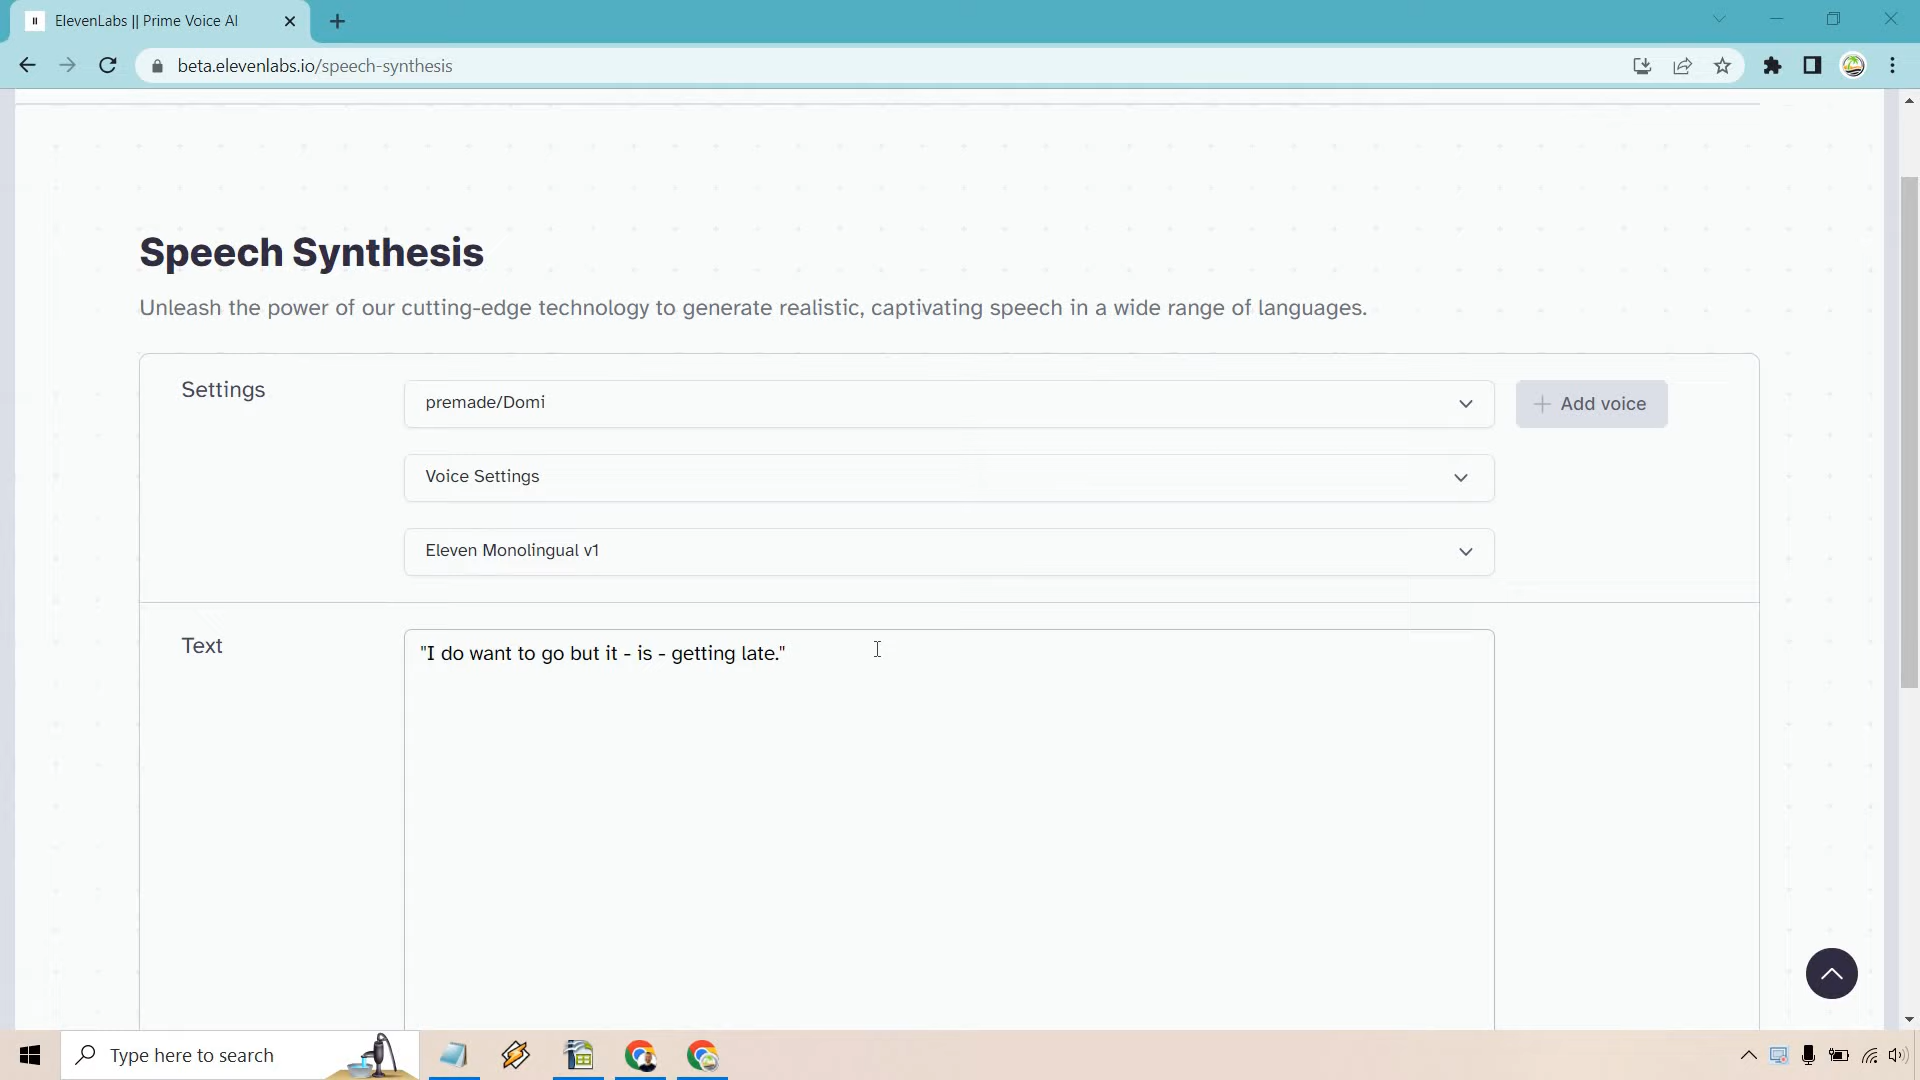 ElevenLabs || Prime Voice AI
beta.elevenlabs.io/speech-synthesis
Speech Synthesis
Unleash the power of our cutting-edge technology to generate realistic, captivating speech in a wide range of languages.
Settings
premade/Domi
Add voice
Voice Settings
Eleven Monolingual v1
Text
"I do want to go but it - is - getting late."
Type here to search